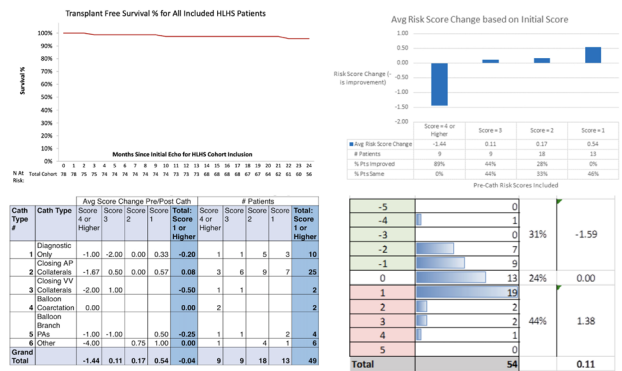 Transplant Free Survival % for All Included HLHS Patients
100%
90%
80%
70%
60%
50%
40%
30%
20%
10%
0%
Survival %
Months Since Initial Echo for HLHS Cohort Inclusion
0 1 2 3 4 5 6 7 8 9 10 11 12 13 14 15 16 17 18 19 20 21 22 23 24
N At Risk:
Total Cohort 78 75 75 75 74 74 74 74 74 74 73 73 73 71 68 68 68 67 67 64 62 61 60 56
Avg Risk Score Change based on Initial Score
1.00
0.50
0.00
-0.50
-1.00
-1.50
-2.00
Risk Score Change (-
is improvement)
Score = 4 or Higher Score = 3 Score = 2 Score = 1
Avg Risk Score Change -1.44 0.11 0.17 0.54
# Patients 9 9 18 13
% Pts Improved 89% 44% 28% 0%
% Pts Same 0% 44% 33% 46%
Pre-Cath Risk Scores Included
Avg Score Change Pre/Post Cath # Patients
Cath Type # Cath Type Score 4 or Higher Score 3 Score 2 Score 1 Total: Score 1 or Higher Score 4 or Higher Score 3 Score 2 Score 1 Total: Score 1 or Higher
1 Diagnostic Only -1.00 -2.00 0.00 0.33 -0.20 1 1 5 3 10
2 Closing AP Collaterals -1.67 0.50 0.00 0.57 0.08 3 6 9 7 25
3 Closing VV Collaterals -2.00 1.00 -0.50 1 1 2
4 Balloon Coarctation 0.00 0.00 2 2
5 Balloon Branch PAs -1.00 -1.00 0.50 -0.25 1 1 2 4
6 Other -4.00 0.75 1.00 0.00 1 4 1 6
Grand Total -1.44 0.11 0.17 0.54 -0.04 9 9 18 13 49
-5 0
-4 1
-3 0 31% -1.59
-2 7
-1 9
0 13 24% 0.00
1 19
2 2
3 2 44% 1.38
4 1
5 0
Total 54 0.11